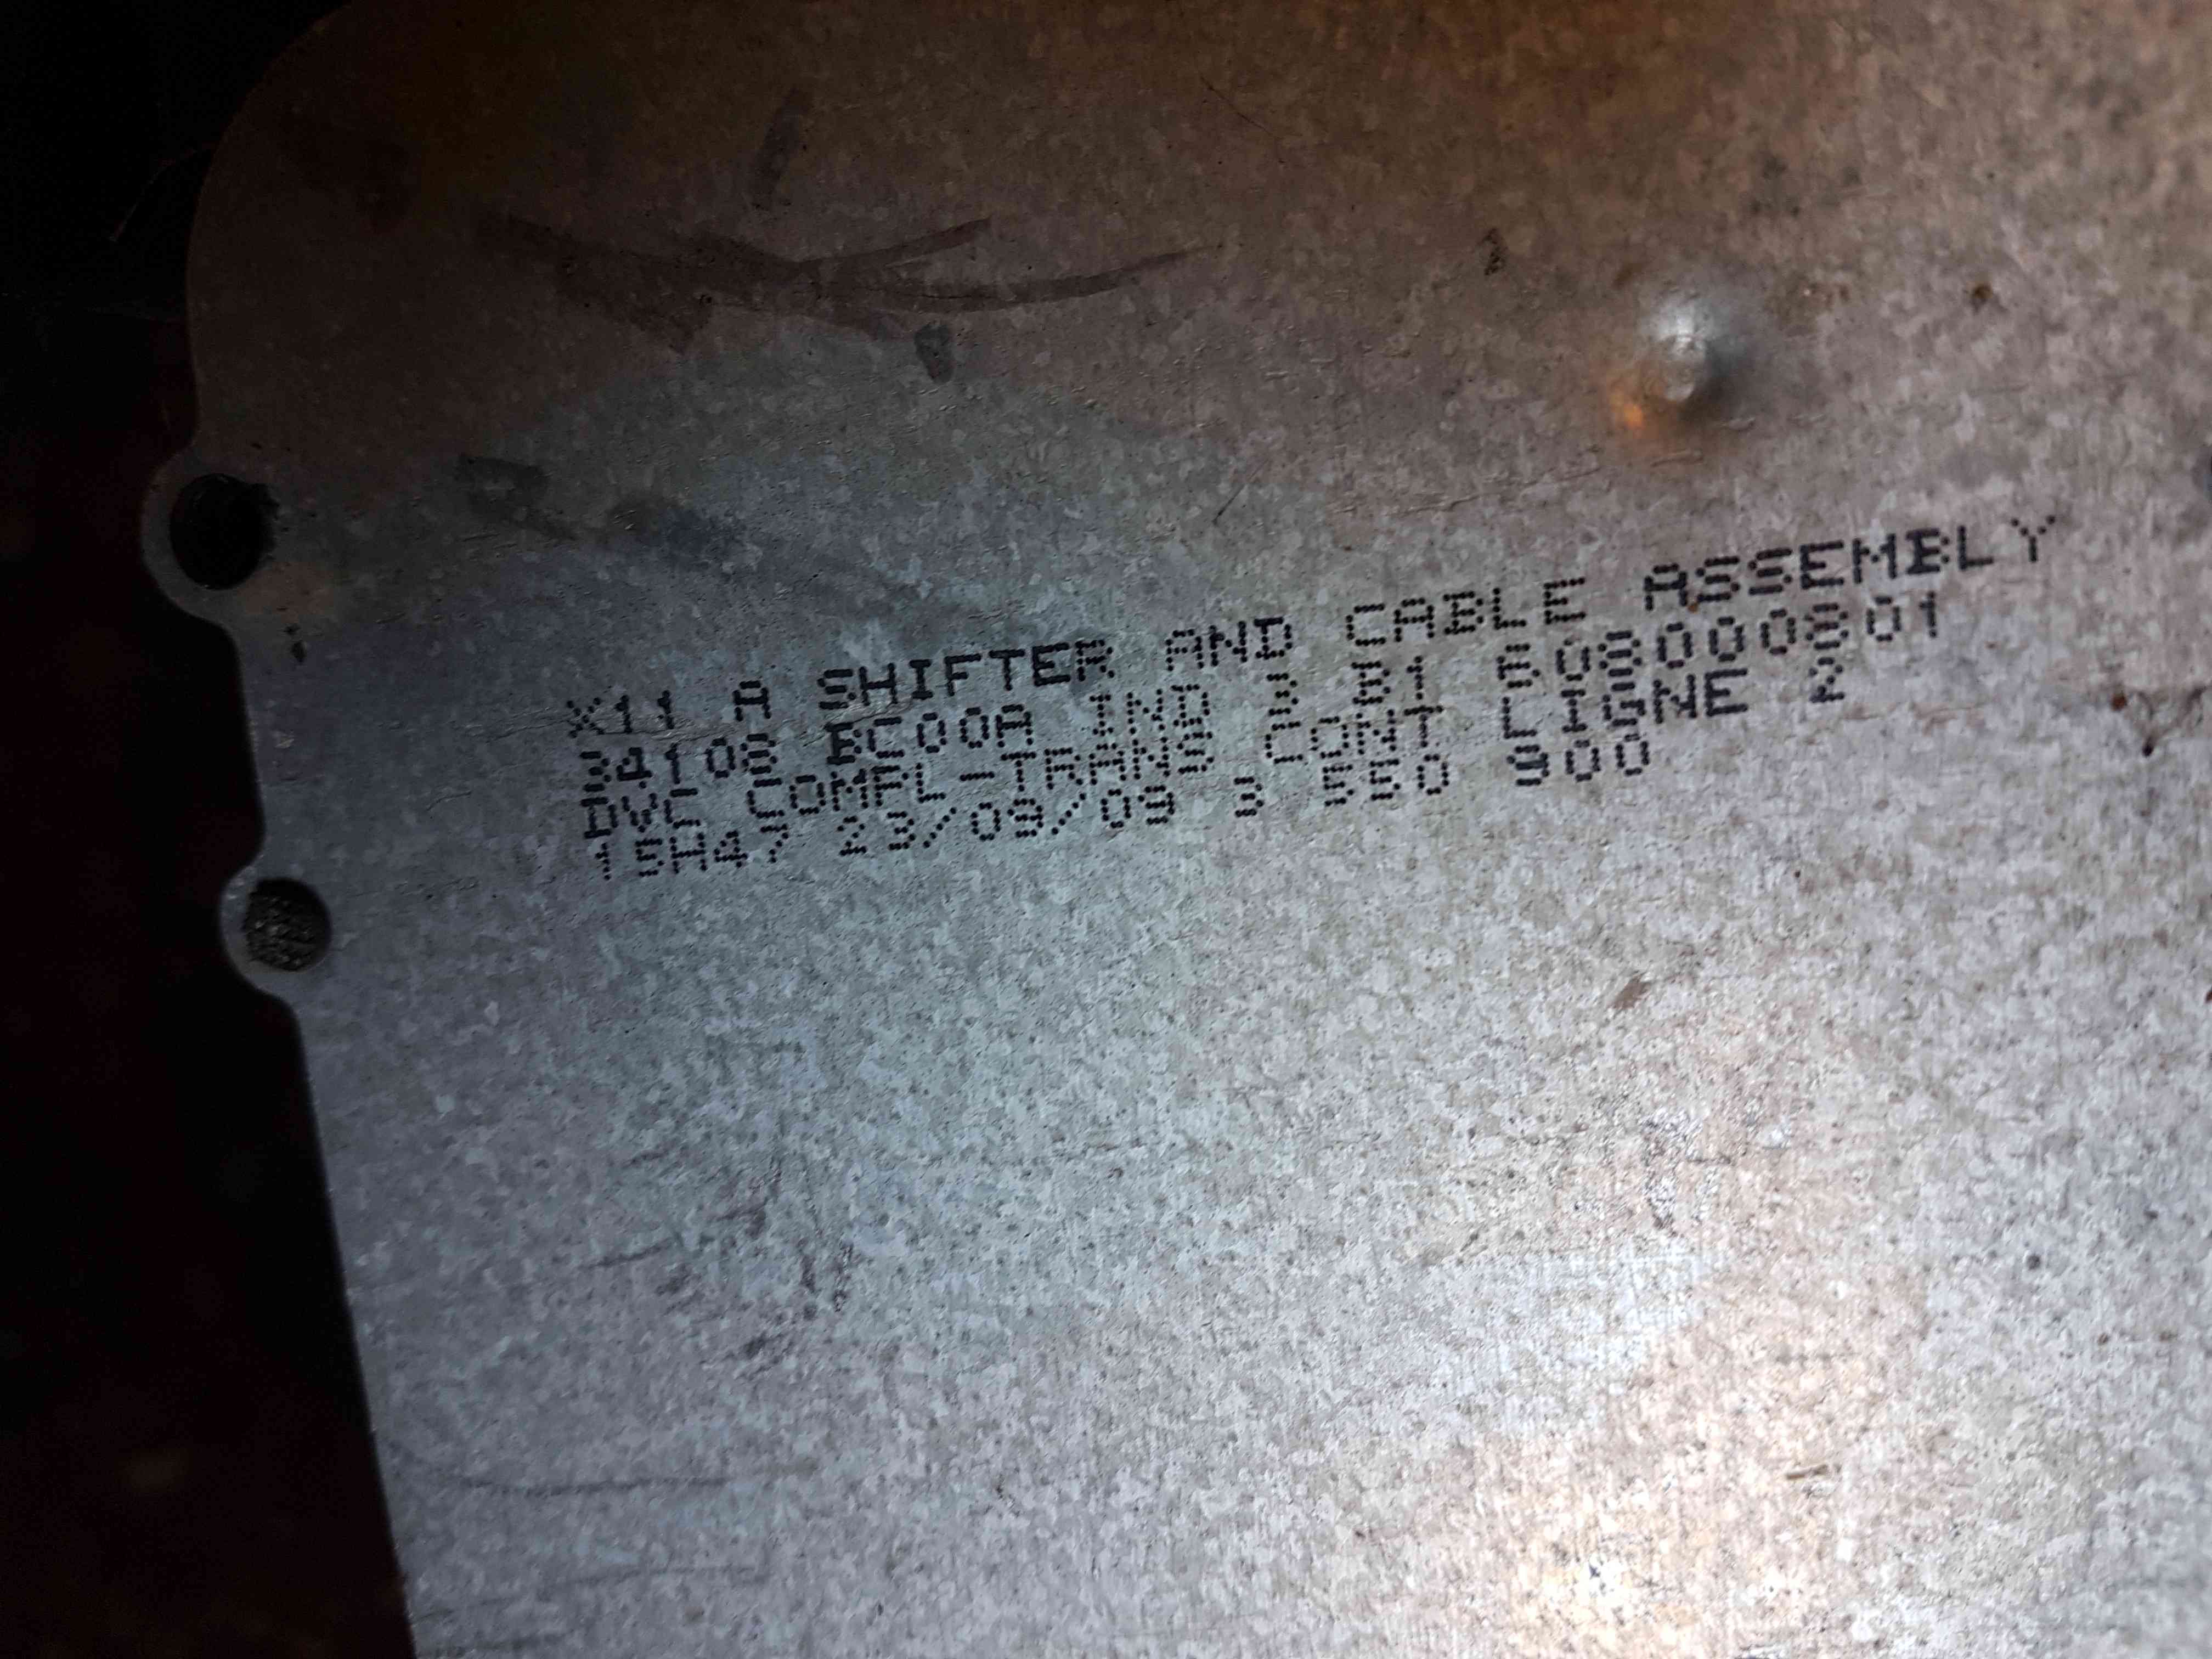 X11 A SHIFTER AND CABLE ASSEMBLY
34108 BC00A IND 3 B1 B08000801
DVC COMPL-TRANS CONT LIGNE 2
15H47 23/09/09 3 550 900